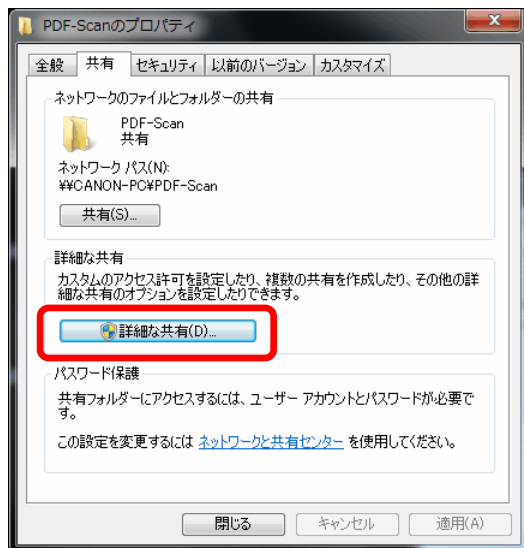 PDF-Scanのプロパティ
全般 共有 セキュリティ 以前のバージョン カスタマイズ
ネットワークのファイルとフォルダーの共有
PDF-Scan
共有
ネットワーク パス(N):
¥¥CANON-PC¥PDF-Scan
共有(S)...
詳細な共有
カスタムのアクセス許可を設定したり、複数の共有を作成したり、その他の詳
細な共有のオプションを設定したりできます。
詳細な共有(D)...
パスワード保護
共有フォルダーにアクセスするには、ユーザー アカウントとパスワードが必要で
す。
この設定を変更するには ネットワークと共有センター を使用してください。
閉じる キャンセル 適用(A)